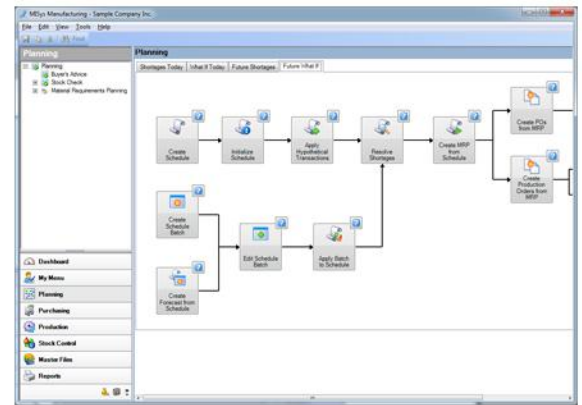 MISys Manufacturing - Sample Company Inc.
File Edit View Tools Help
Find
Planning
Planning
Planning
Buyer's Advice
Stock Check
Material Requirements Planning
Shortages Today What If Today Future Shortages Future What If
Create
Schedule
Initialize
Schedule
Apply
Hypothetical
Transactions
Resolve
Shortages
Create MRP
from
Schedule
Create POs
from MRP
Create
Production
Orders from
MRP
Create
Schedule
Batch
Edit Schedule
Batch
Apply Batch
to Schedule
Create
Forecast from
Schedule
Dashboard
My Menu
Planning
Purchasing
Production
Stock Control
Master Files
Reports